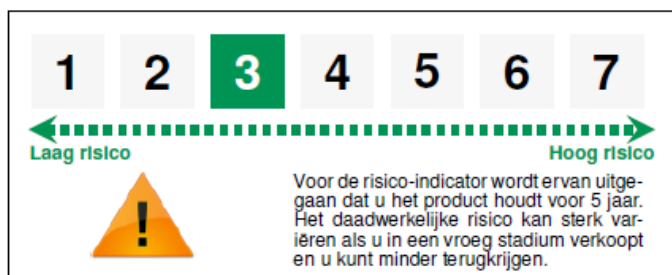 1 2 3 4 5 6 7
Laag risico Hoog risico
!
Voor de risico-indicator wordt ervan uitge-
gaan dat u het product houdt voor 5 jaar.
Het daadwerkelijke risico kan sterk var-
iëren als u in een vroeg stadium verkoopt
en u kunt minder terugkrijgen.